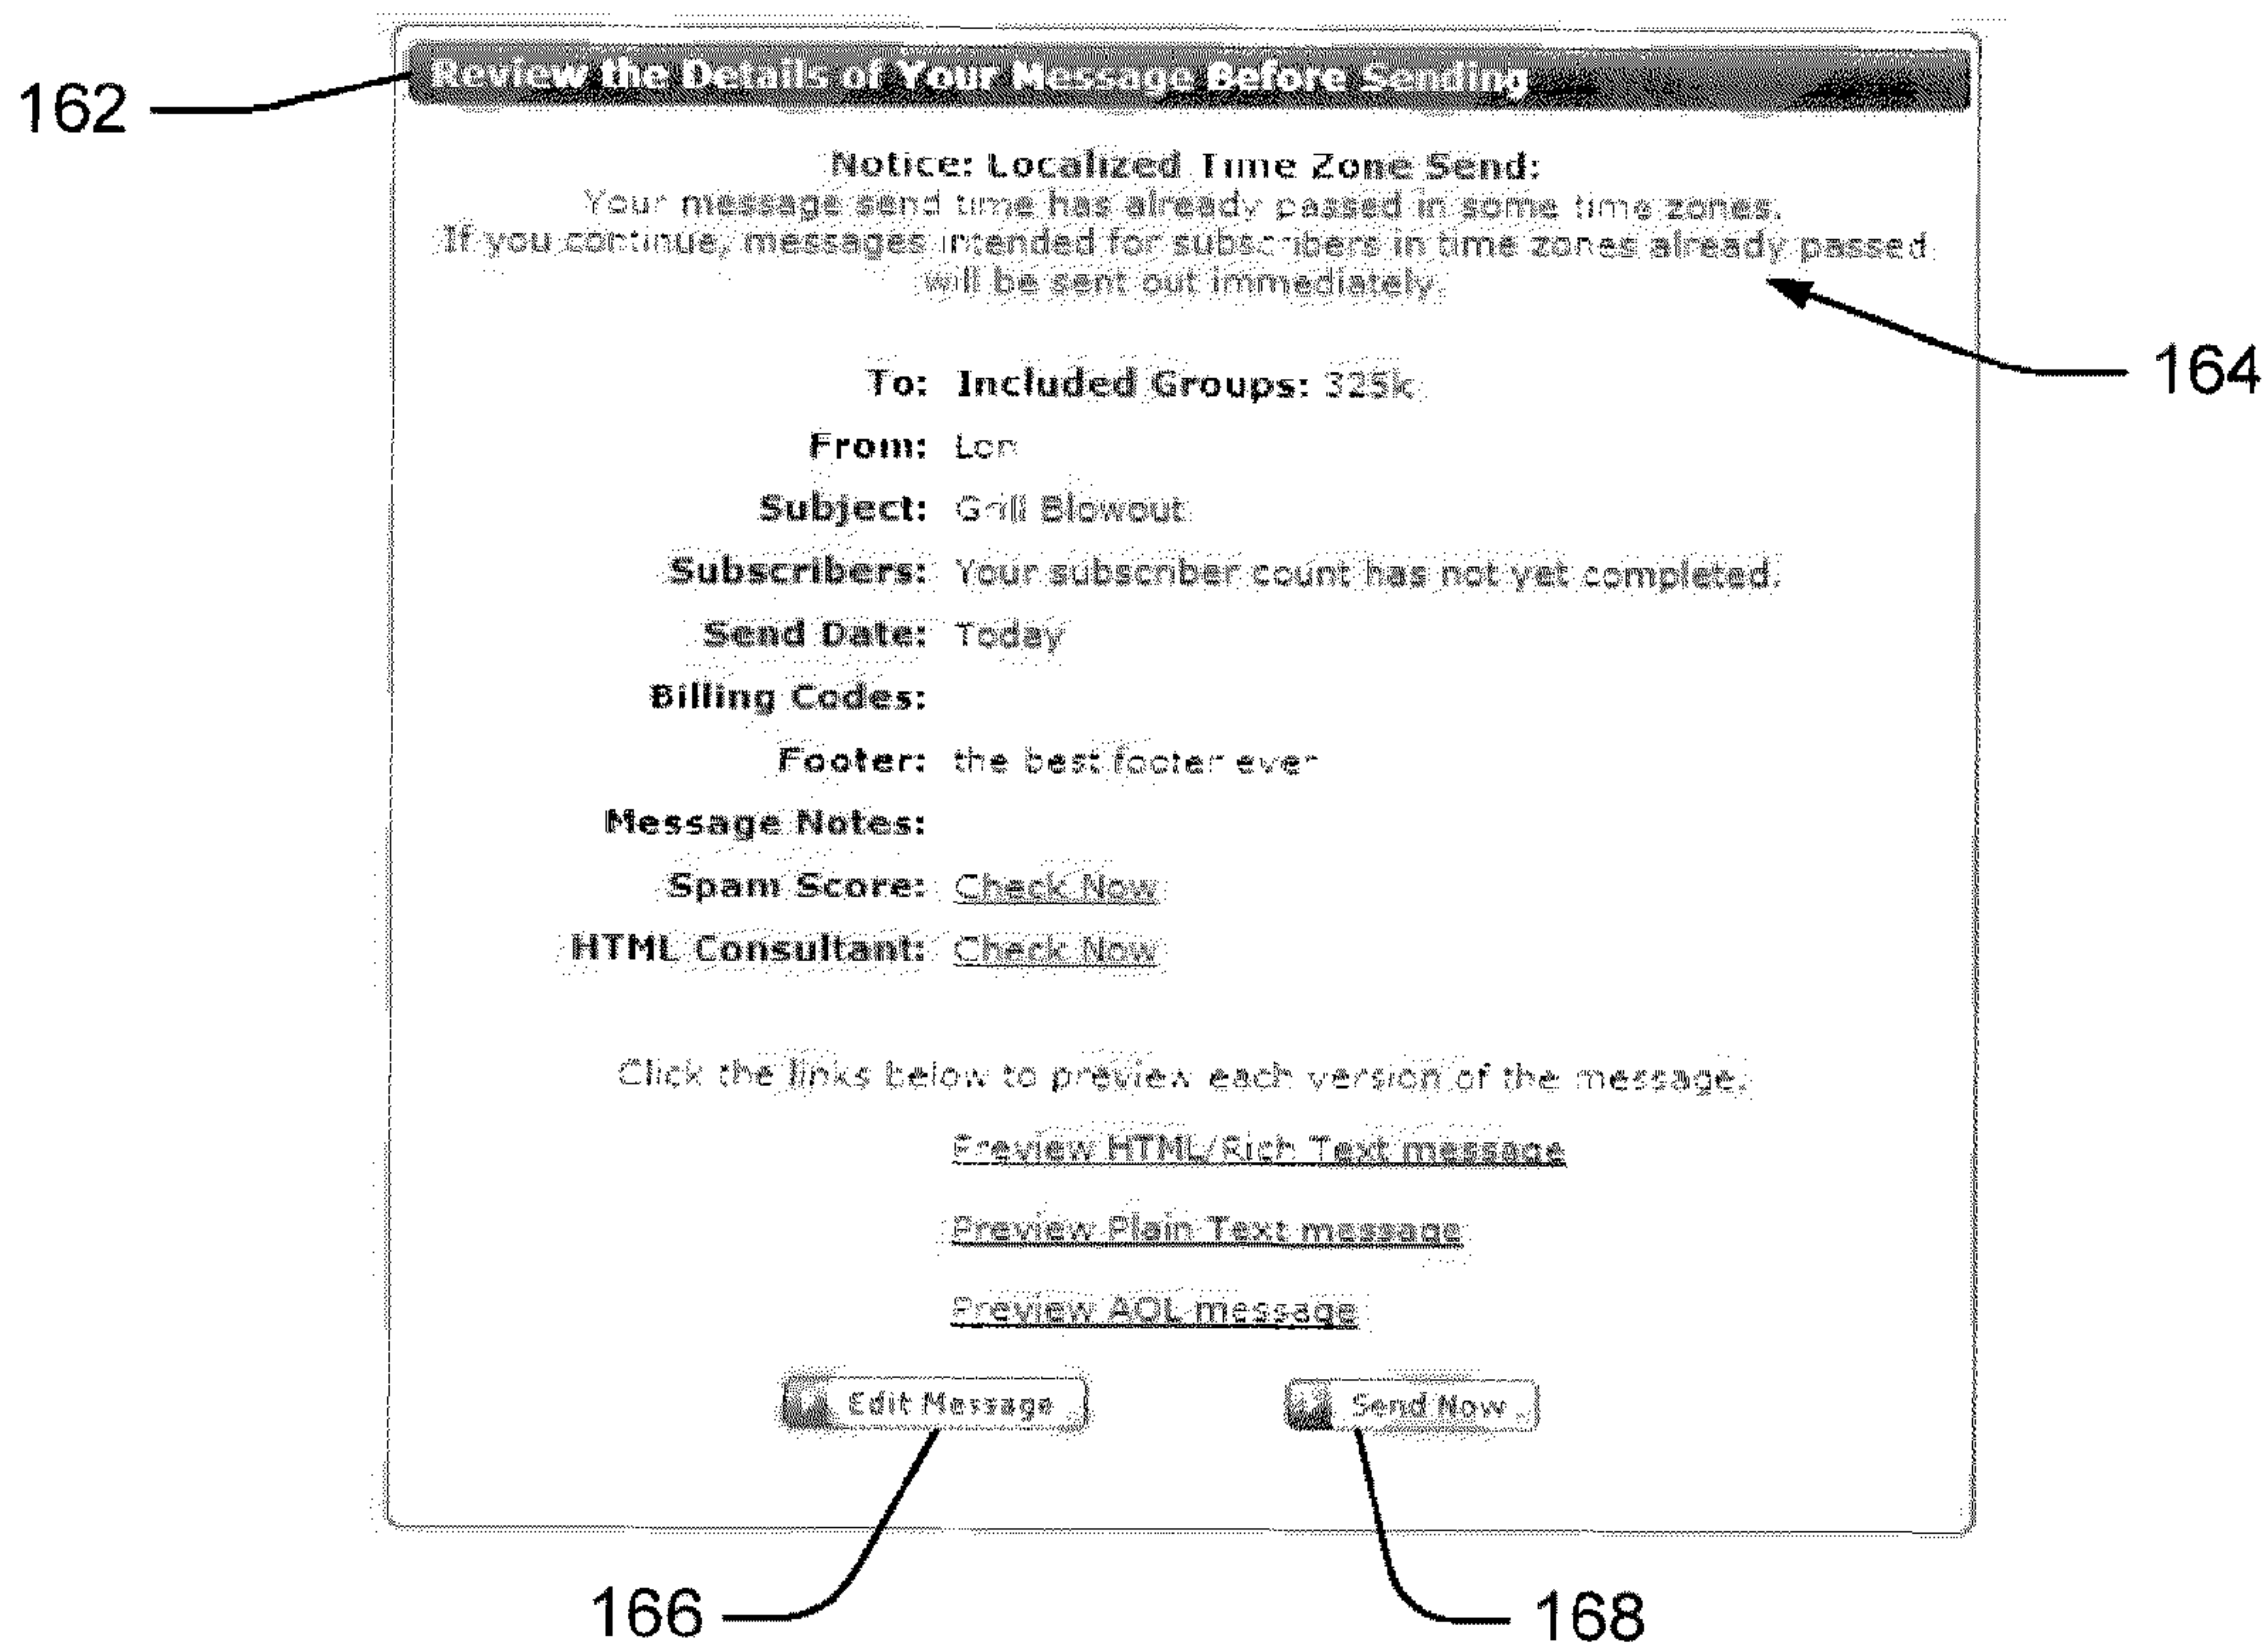 162
Review the Details of Your Message Before Sending
Notice: Localized Time Zone Send:
Your message send time has already passed in some time zones.
If you continue, messages intended for subscribers in time zones already passed
will be sent out immediately.
164
To: Included Groups: 325k
From: Lon
Subject: Grill Blowout
Subscribers: Your subscriber count has not yet completed.
Send Date: Today
Billing Codes:
Footer: the best footer ever
Message Notes:
Spam Score: Check Now
HTML Consultant: Check Now
Click the links below to preview each version of the message.
Preview HTML/Rich Text message
Preview Plain Text message
Preview AOL message
Edit Message
Send Now
166
168